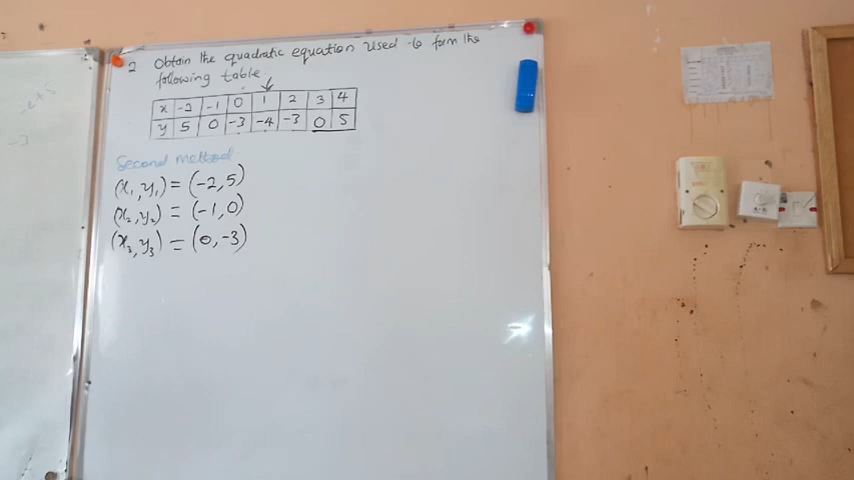 2 Obtain the quadratic equation used to form the
following table
x -2 -1 0 1 2 3 4
y 5 0 -3 -4 -3 0 5
Second method
(x₁, y₁) = (-2, 5)
(x₂, y₂) = (-1, 0)
(x₃, y₃) = (0, -3)